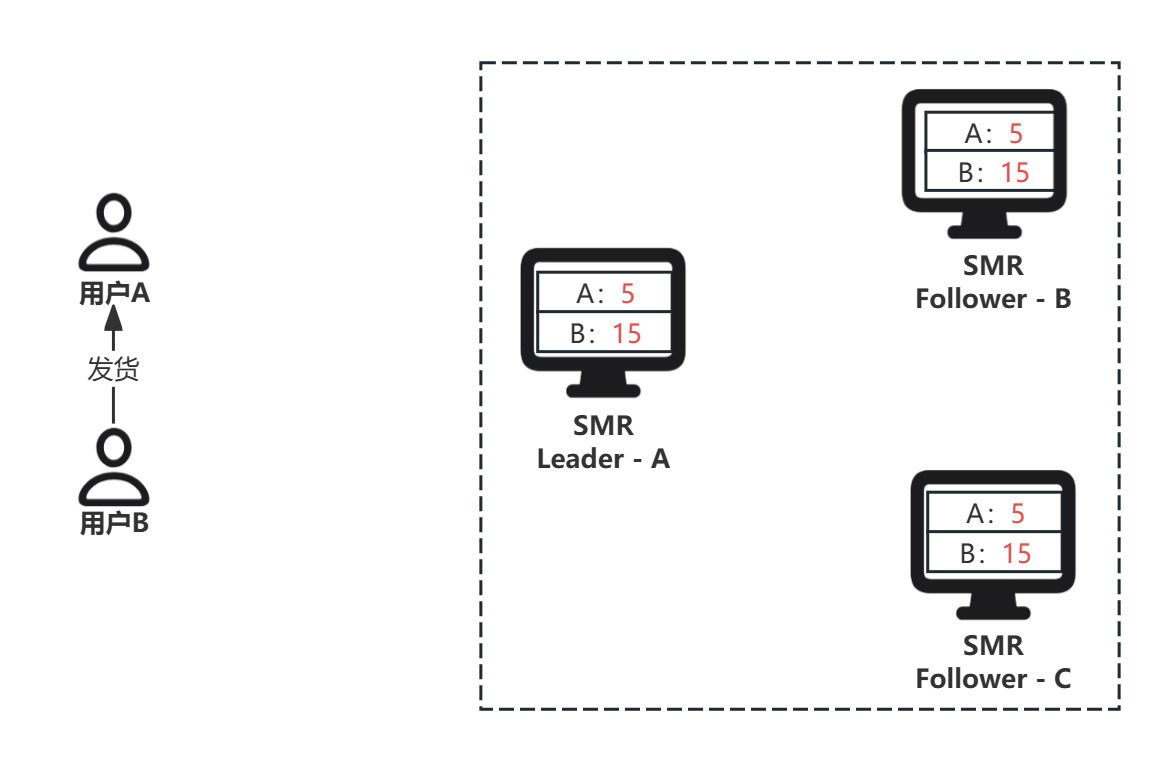 用户A
发货
用户B
A: 5
B: 15
SMR
Leader - A
A: 5
B: 15
SMR
Follower - B
A: 5
B: 15
SMR
Follower - C